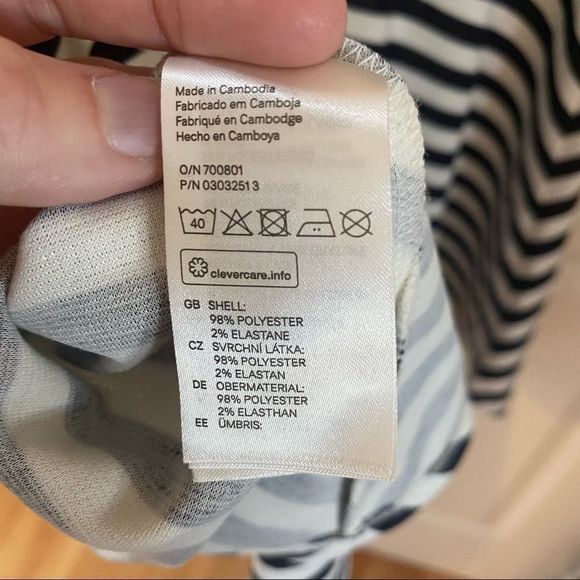 Made in Cambodia
Fabricado em Camboja
Fabriqué en Cambodge
Hecho en Camboya
O/N 700801
P/N 03032513
40
clevercare.info
GB SHELL:
98% POLYESTER
2% ELASTANE
CZ SVRCHNÍ LÁTKA:
98% POLYESTER
2% ELASTAN
DE OBERMATERIAL:
98% POLYESTER
2% ELASTHAN
EE ÜMBRIS: